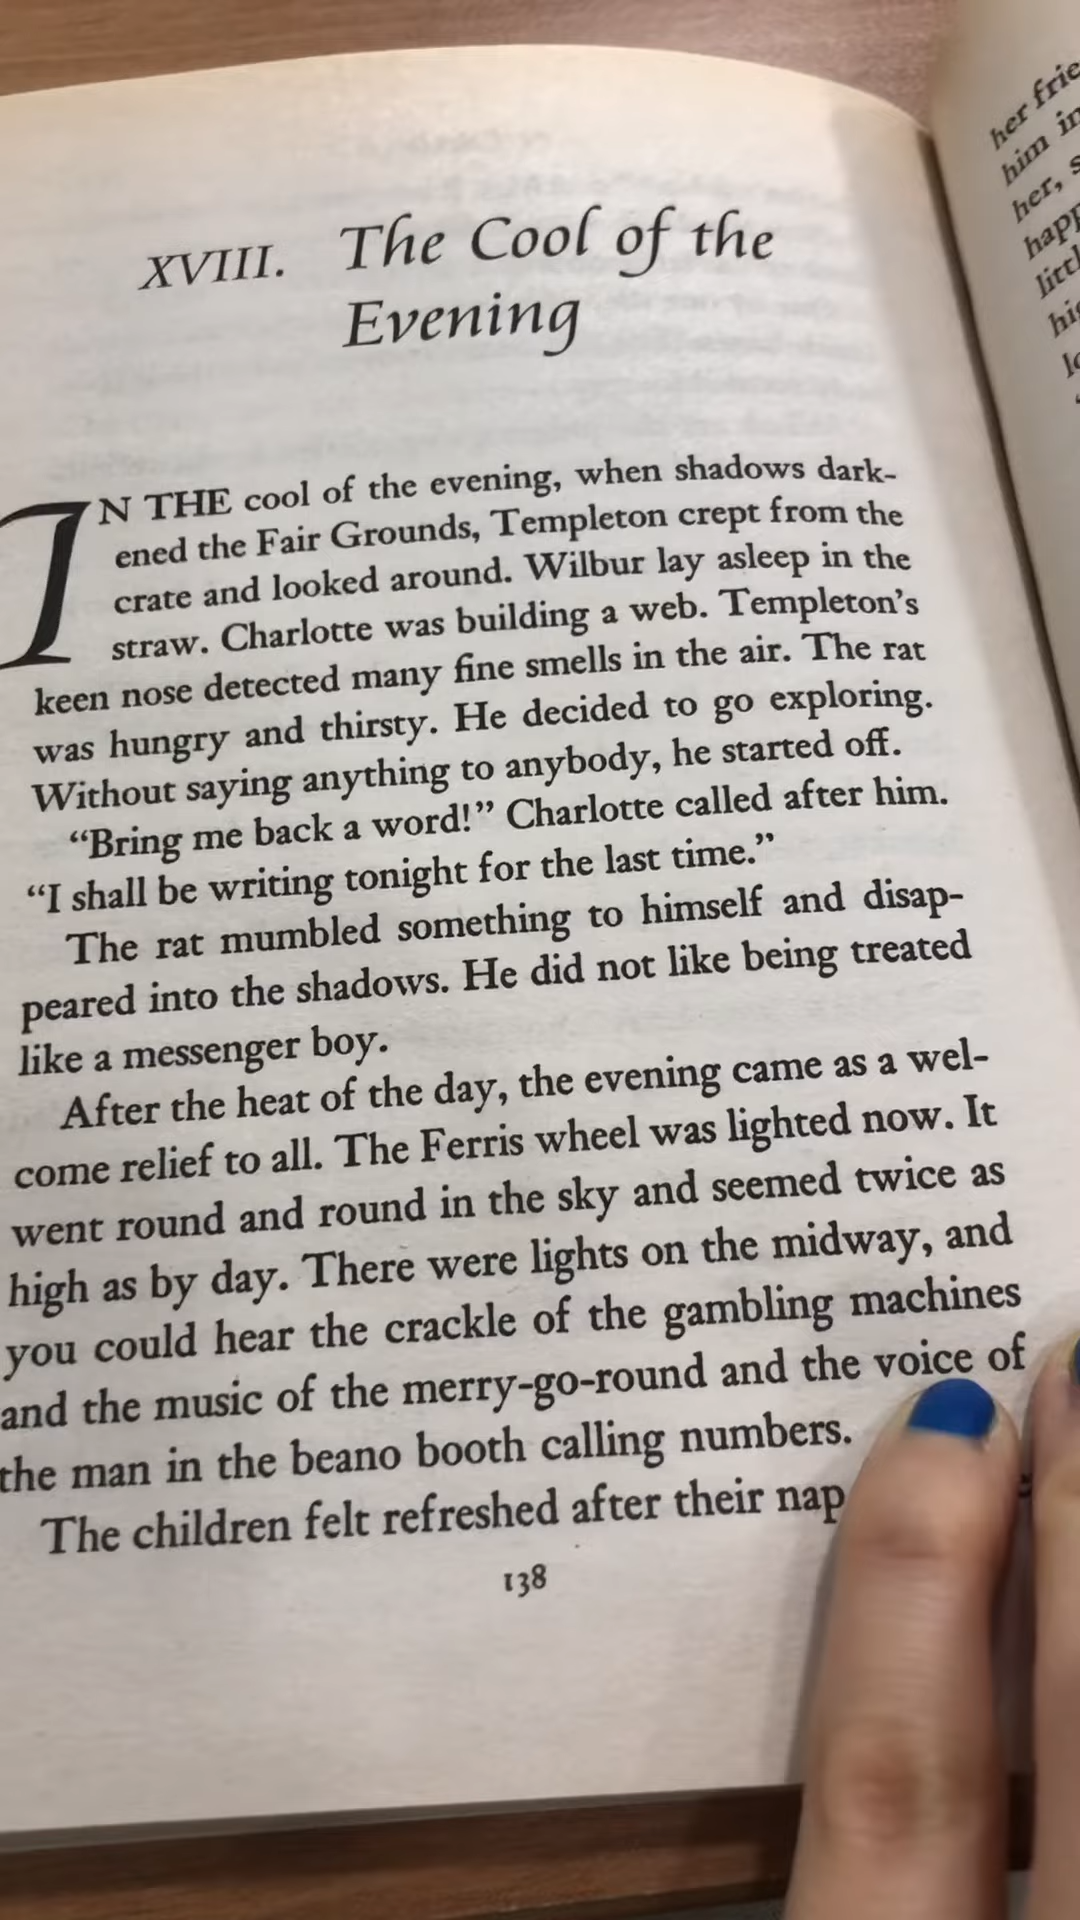 XVIII. The Cool of the
Evening
IN THE cool of the evening, when shadows dark-
ened the Fair Grounds, Templeton crept from the
crate and looked around. Wilbur lay asleep in the
straw. Charlotte was building a web. Templeton’s
keen nose detected many fine smells in the air. The rat
was hungry and thirsty. He decided to go exploring.
Without saying anything to anybody, he started off.
“Bring me back a word!” Charlotte called after him.
“I shall be writing tonight for the last time.”
The rat mumbled something to himself and disap-
peared into the shadows. He did not like being treated
like a messenger boy.
After the heat of the day, the evening came as a wel-
come relief to all. The Ferris wheel was lighted now. It
went round and round in the sky and seemed twice as
high as by day. There were lights on the midway, and
you could hear the crackle of the gambling machines
and the music of the merry-go-round and the voice of
the man in the beano booth calling numbers.
The children felt refreshed after their nap
138
her
him
her,